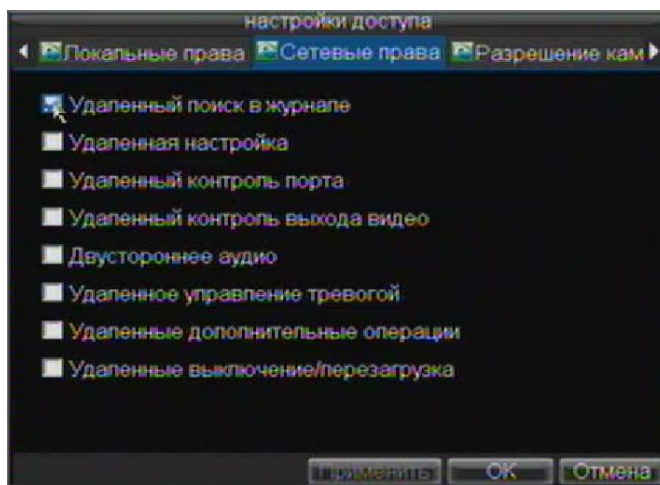 настройки доступа
Локальные права Сетевые права Разрешение кам
Удаленный поиск в журнале
Удаленная настройка
Удаленный контроль порта
Удаленный контроль выхода видео
Двустороннее аудио
Удаленное управление тревогой
Удаленные дополнительные операции
Удаленные выключение/перезагрузка
Применить ОК Отмена